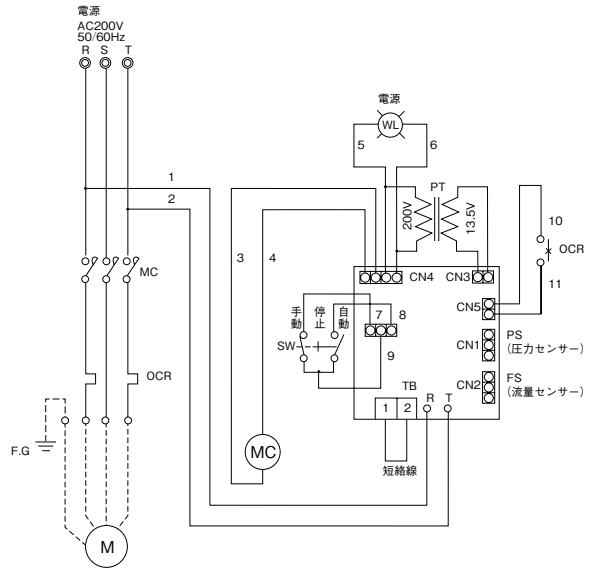 電源
AC200V
50/60Hz
R S T
電源
WL
5 6
1
2
PT
200V
13.5V
3 4
10
OCR
11
MC
CN4 CN3
CN5
手動 停止 自動
7 8
PS
(圧力センサー)
CN1
SW
9
OCR
CN2
FS
(流量センサー)
TB R T
1 2
F.G
MC
短絡線
M